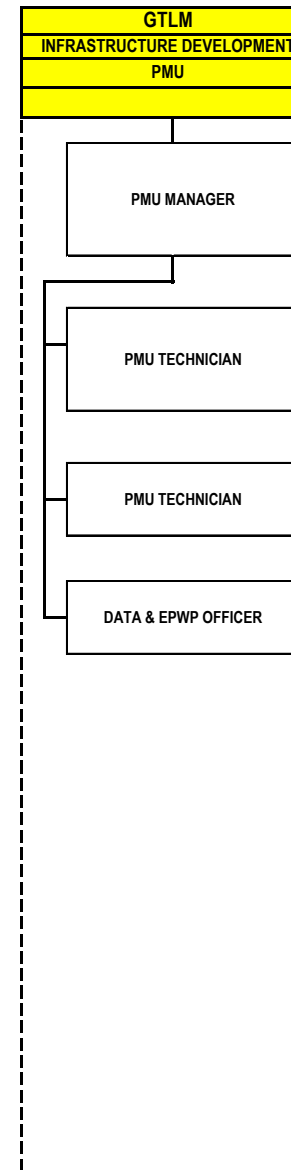 GTLM
INFRASTRUCTURE DEVELOPMENT
PMU
PMU MANAGER
PMU TECHNICIAN
PMU TECHNICIAN
DATA & EPWP OFFICER